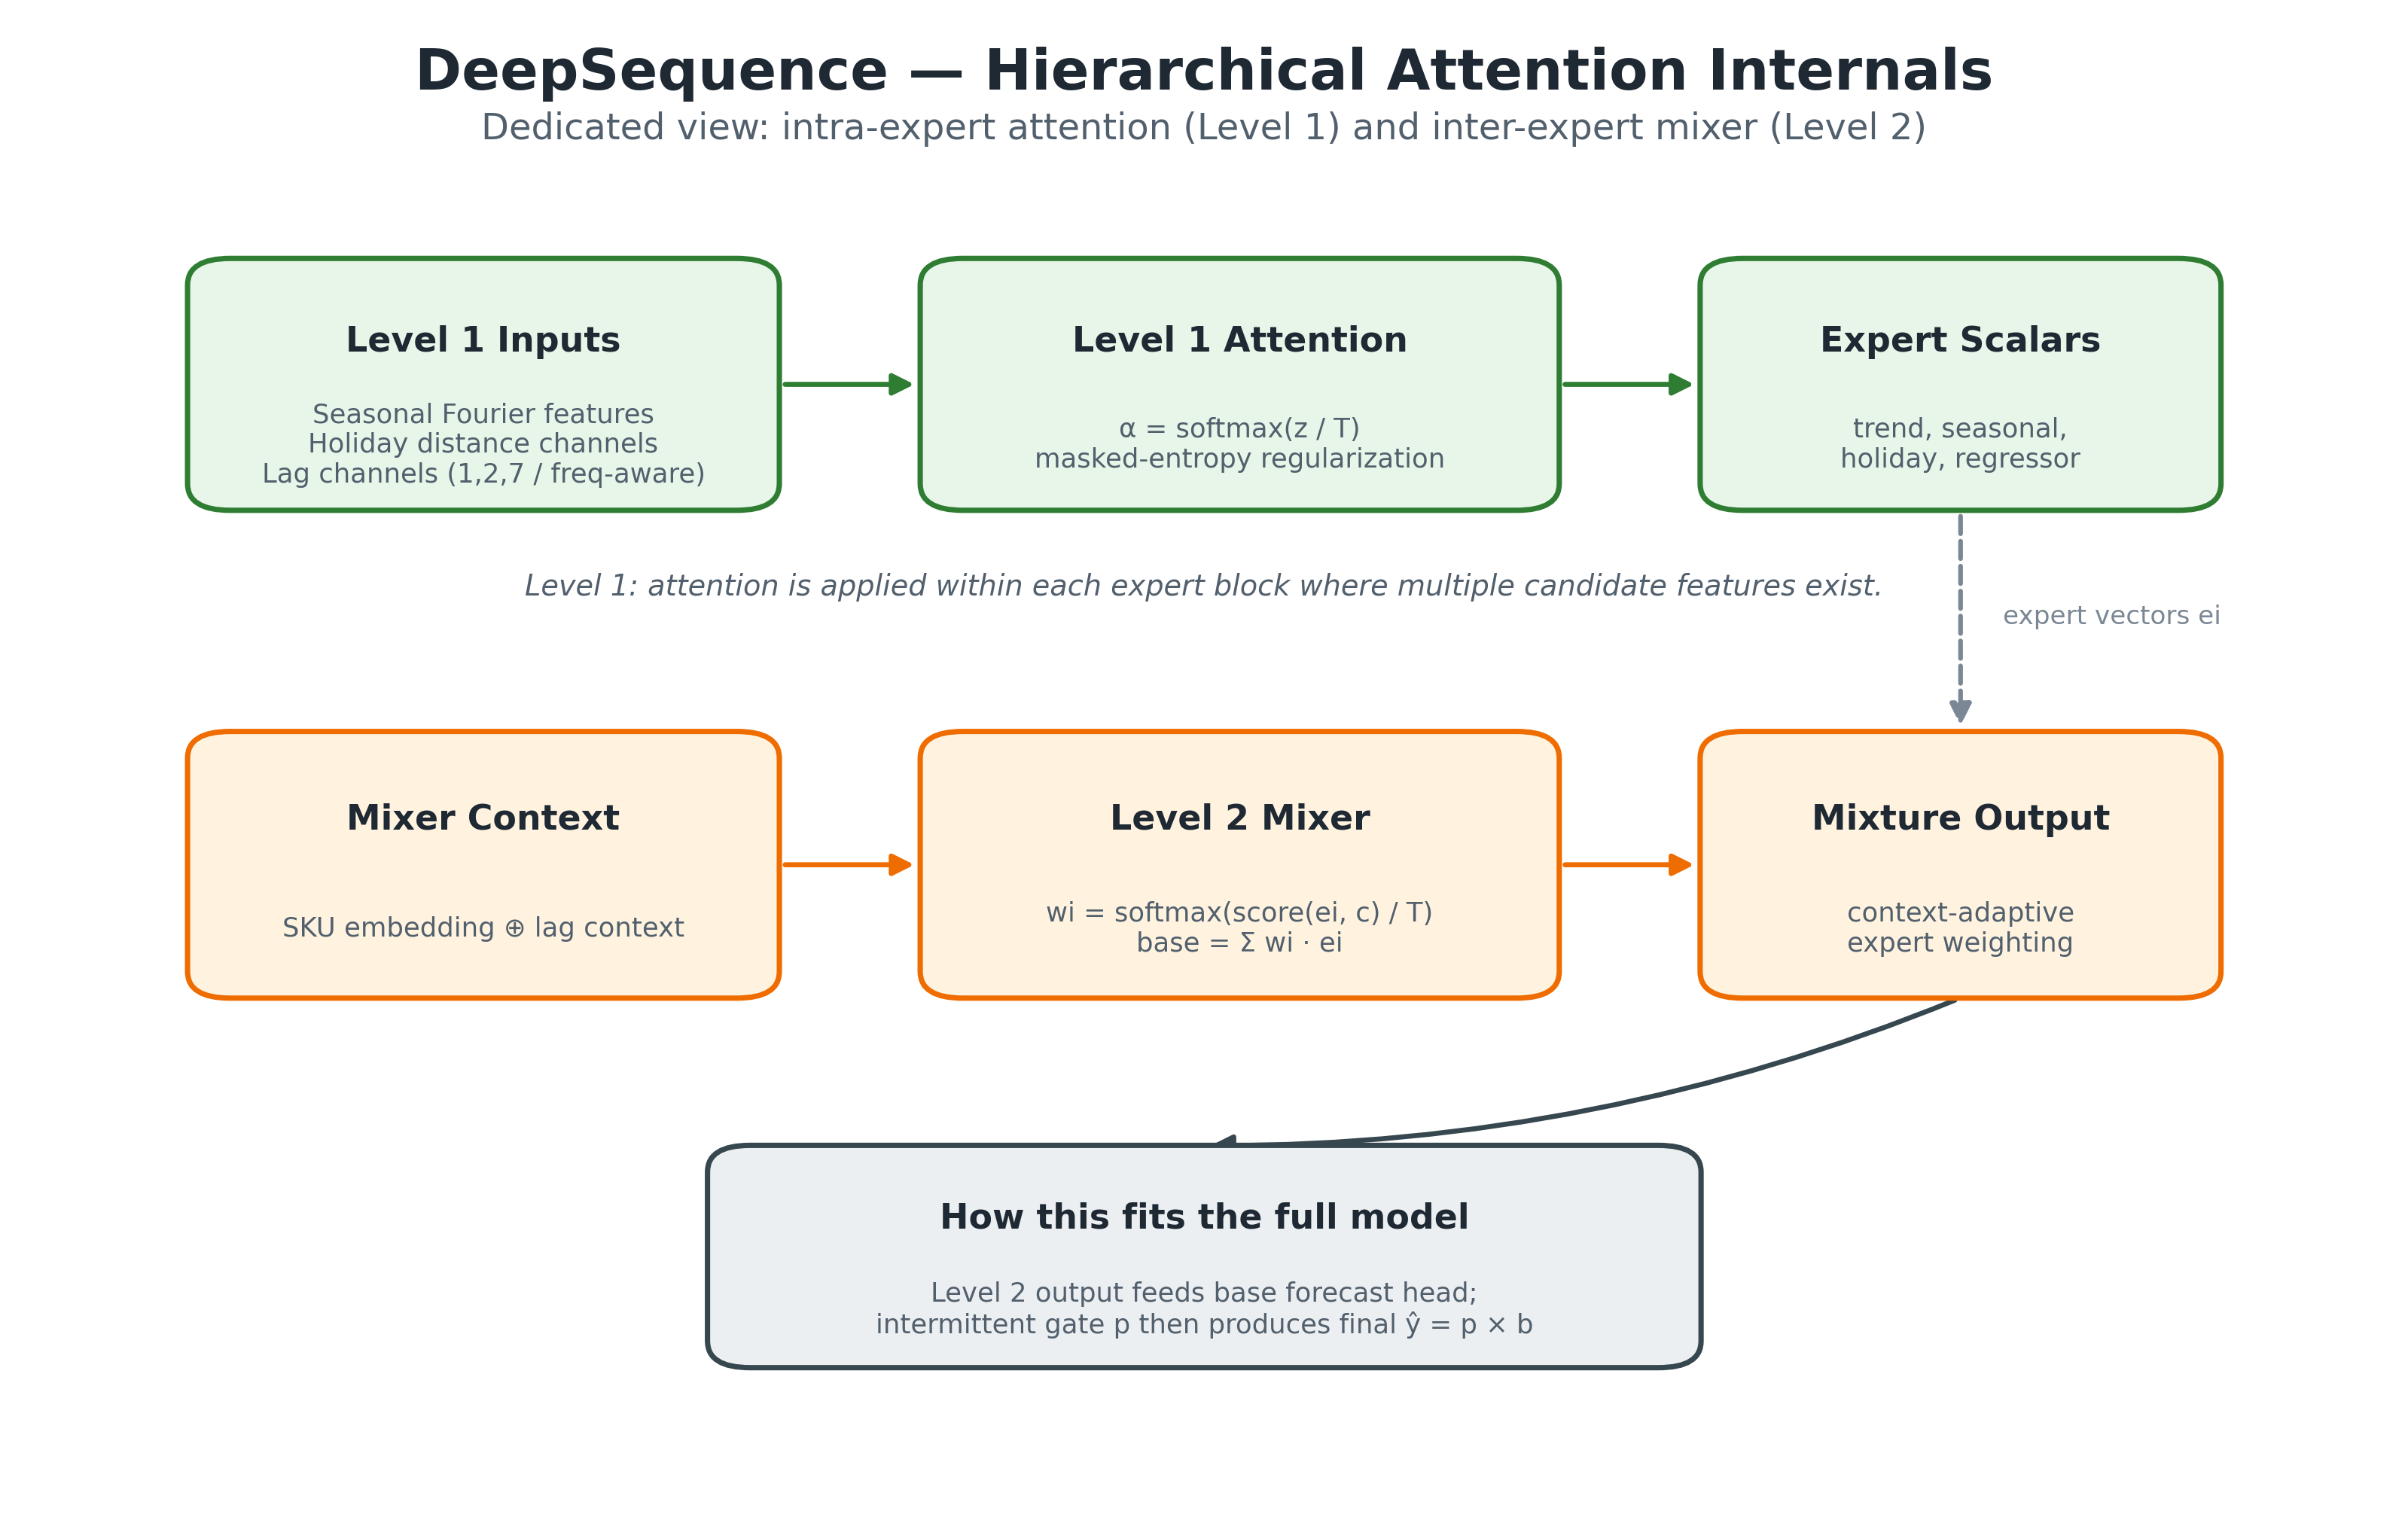 DeepSequence — Hierarchical Attention Internals
Dedicated view: intra-expert attention (Level 1) and inter-expert mixer (Level 2)
Level 1 Inputs
Seasonal Fourier features
Holiday distance channels
Lag channels (1,2,7 / freq-aware)
Level 1 Attention
α = softmax(z / T)
masked-entropy regularization
Expert Scalars
trend, seasonal,
holiday, regressor
Level 1: attention is applied within each expert block where multiple candidate features exist.
expert vectors ei
Mixer Context
SKU embedding ⊕ lag context
Level 2 Mixer
wi = softmax(score(ei, c) / T)
base = Σ wi · ei
Mixture Output
context-adaptive
expert weighting
How this fits the full model
Level 2 output feeds base forecast head;
intermittent gate p then produces final ŷ = p × b